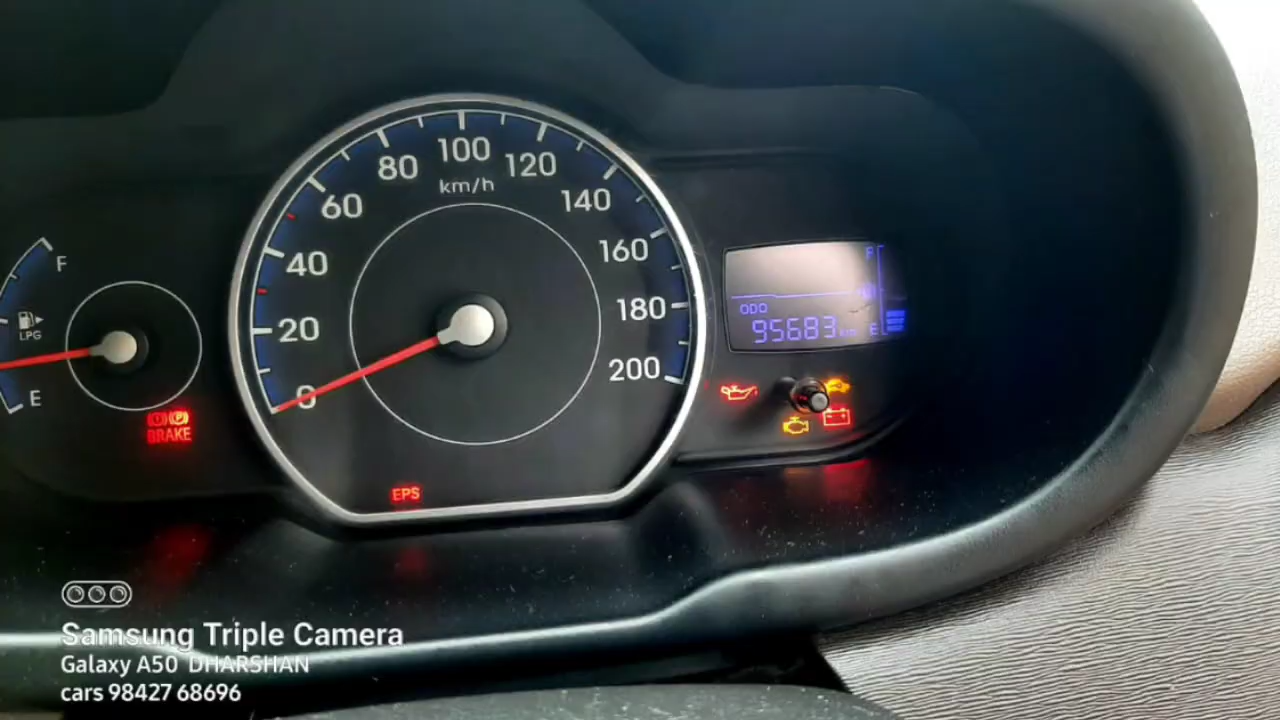 100
80
120
km/h
60
140
40
160
F
F
ODO
180
LPG
20
95683 km
E
200
0
E
BRAKE
EPS
Samsung Triple Camera
Galaxy A50 DHARSHAN
cars 98427 68696